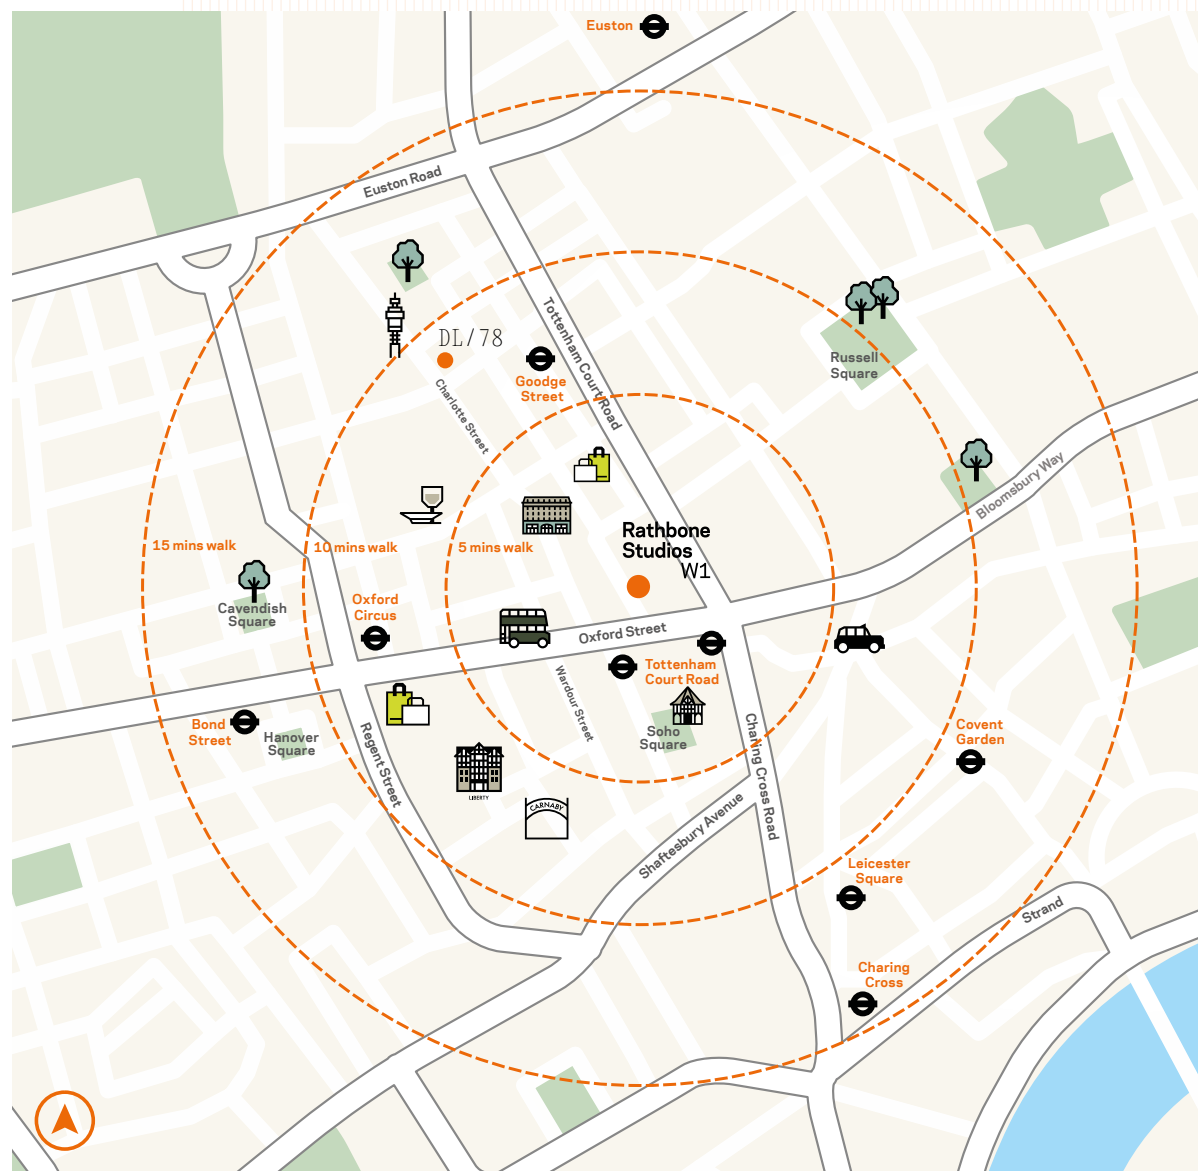 Euston
Euston Road
Tottenham Court Road
DL/78
Goodge
Street
Charlotte Street
Russell
Square
Bloomsbury Way
Rathbone
Studios
W1
15 mins walk
10 mins walk
5 mins walk
Cavendish
Square
Oxford
Circus
Oxford Street
Tottenham
Court Road
Wardour Street
Soho
Square
Bond
Street
Hanover
Square
Regent Street
LIBERTY
CARNABY
Charing Cross Road
Shaftesbury Avenue
Covent
Garden
Leicester
Square
Strand
Charing
Cross